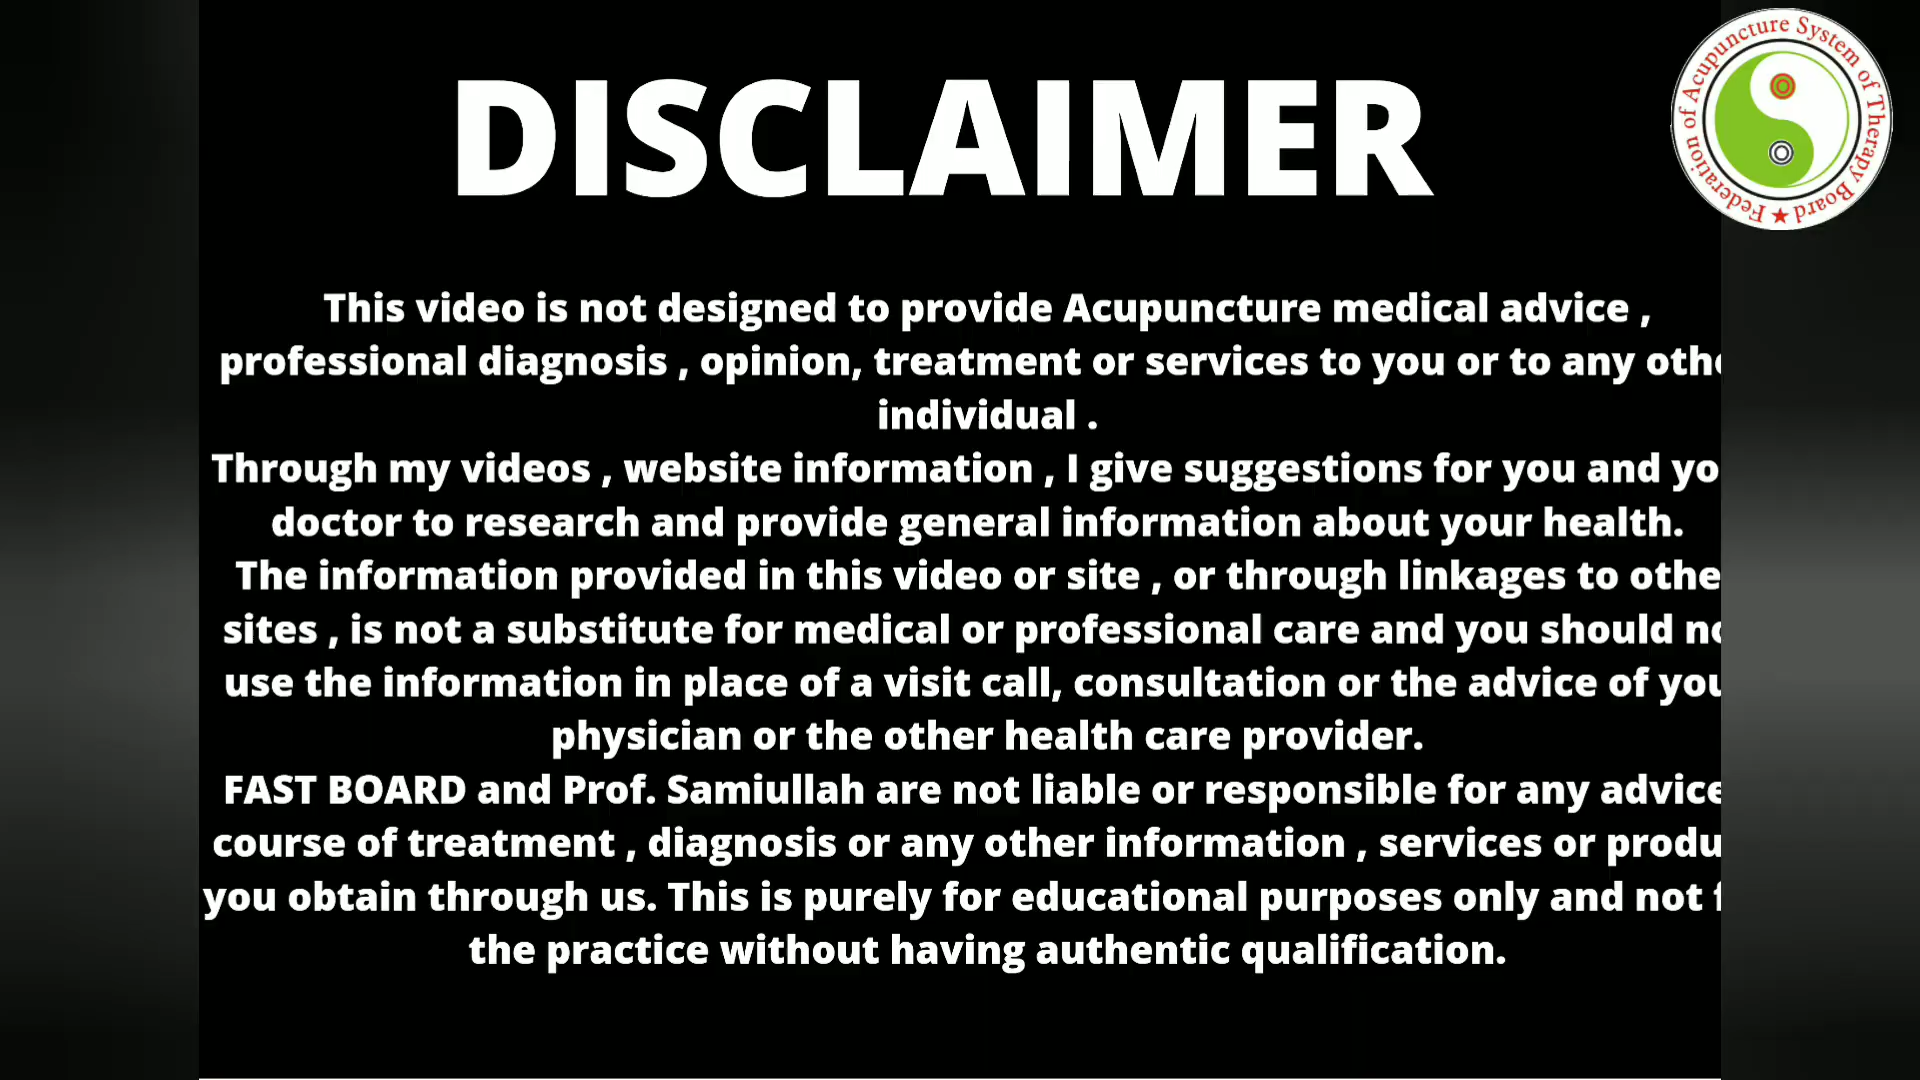 DISCLAIMER
Federation of Acupuncture System of Therapy Board
This video is not designed to provide Acupuncture medical advice ,
professional diagnosis , opinion, treatment or services to you or to any othe
individual .
Through my videos , website information , I give suggestions for you and yo
doctor to research and provide general information about your health.
The information provided in this video or site , or through linkages to othe
sites , is not a substitute for medical or professional care and you should no
use the information in place of a visit call, consultation or the advice of you
physician or the other health care provider.
FAST BOARD and Prof. Samiullah are not liable or responsible for any advice
course of treatment , diagnosis or any other information , services or produ
you obtain through us. This is purely for educational purposes only and not f
the practice without having authentic qualification.